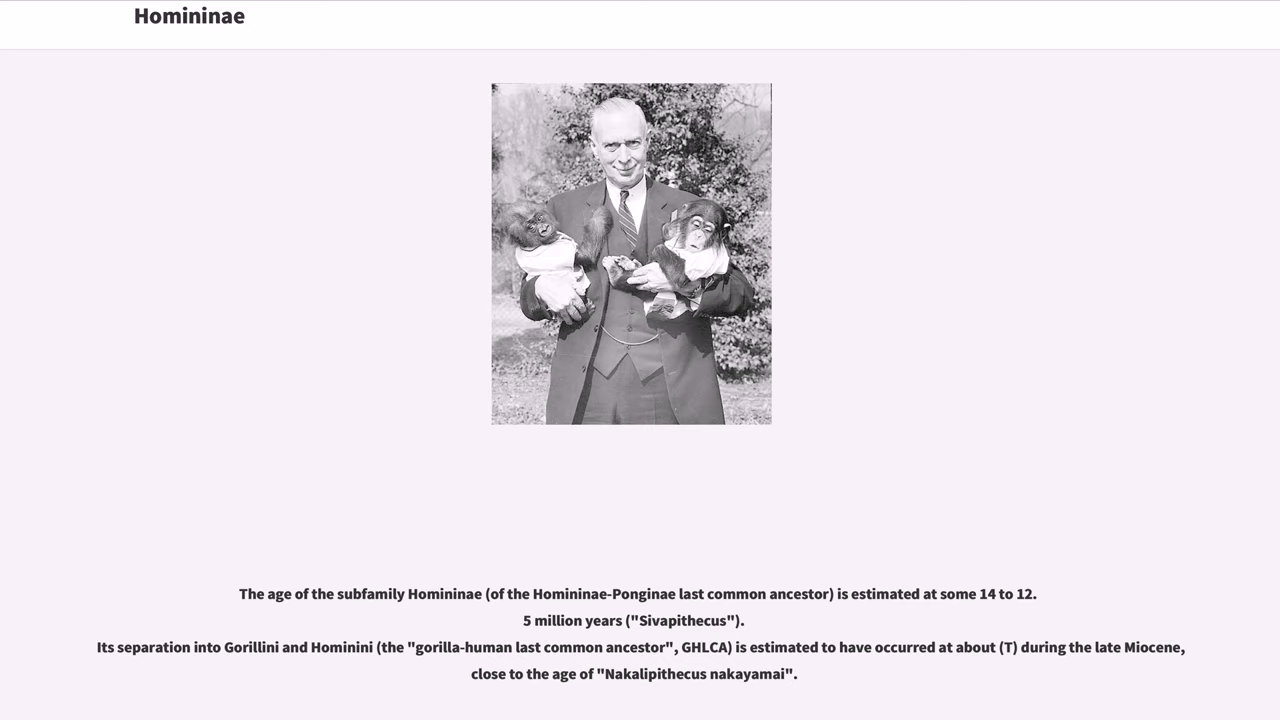 Homininae
The age of the subfamily Homininae (of the Homininae-Ponginae last common ancestor) is estimated at some 14 to 12.
5 million years ("Sivapithecus").
Its separation into Gorillini and Hominini (the "gorilla-human last common ancestor", GHLCA) is estimated to have occurred at about (T) during the late Miocene,
close to the age of "Nakalipithecus nakayamai".